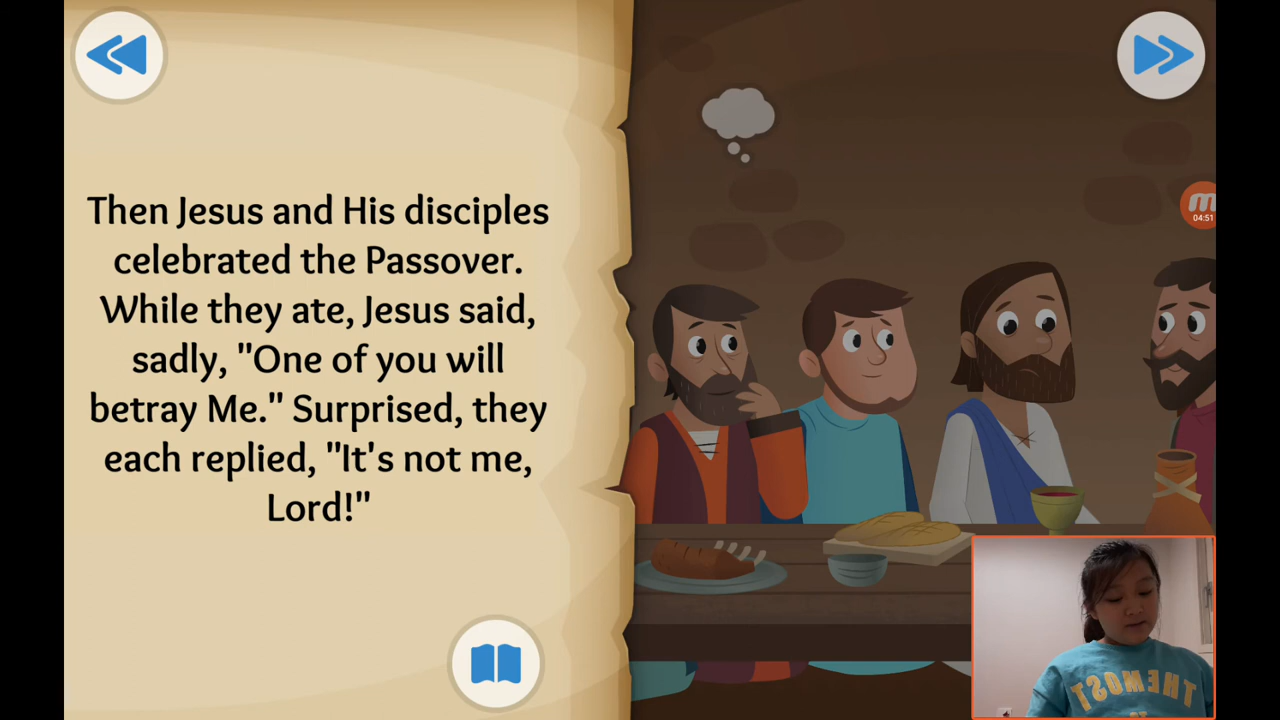 Then Jesus and His disciples
celebrated the Passover.
While they ate, Jesus said,
sadly, "One of you will
betray Me." Surprised, they
each replied, "It's not me,
Lord!"
m
04:51
THEMOST